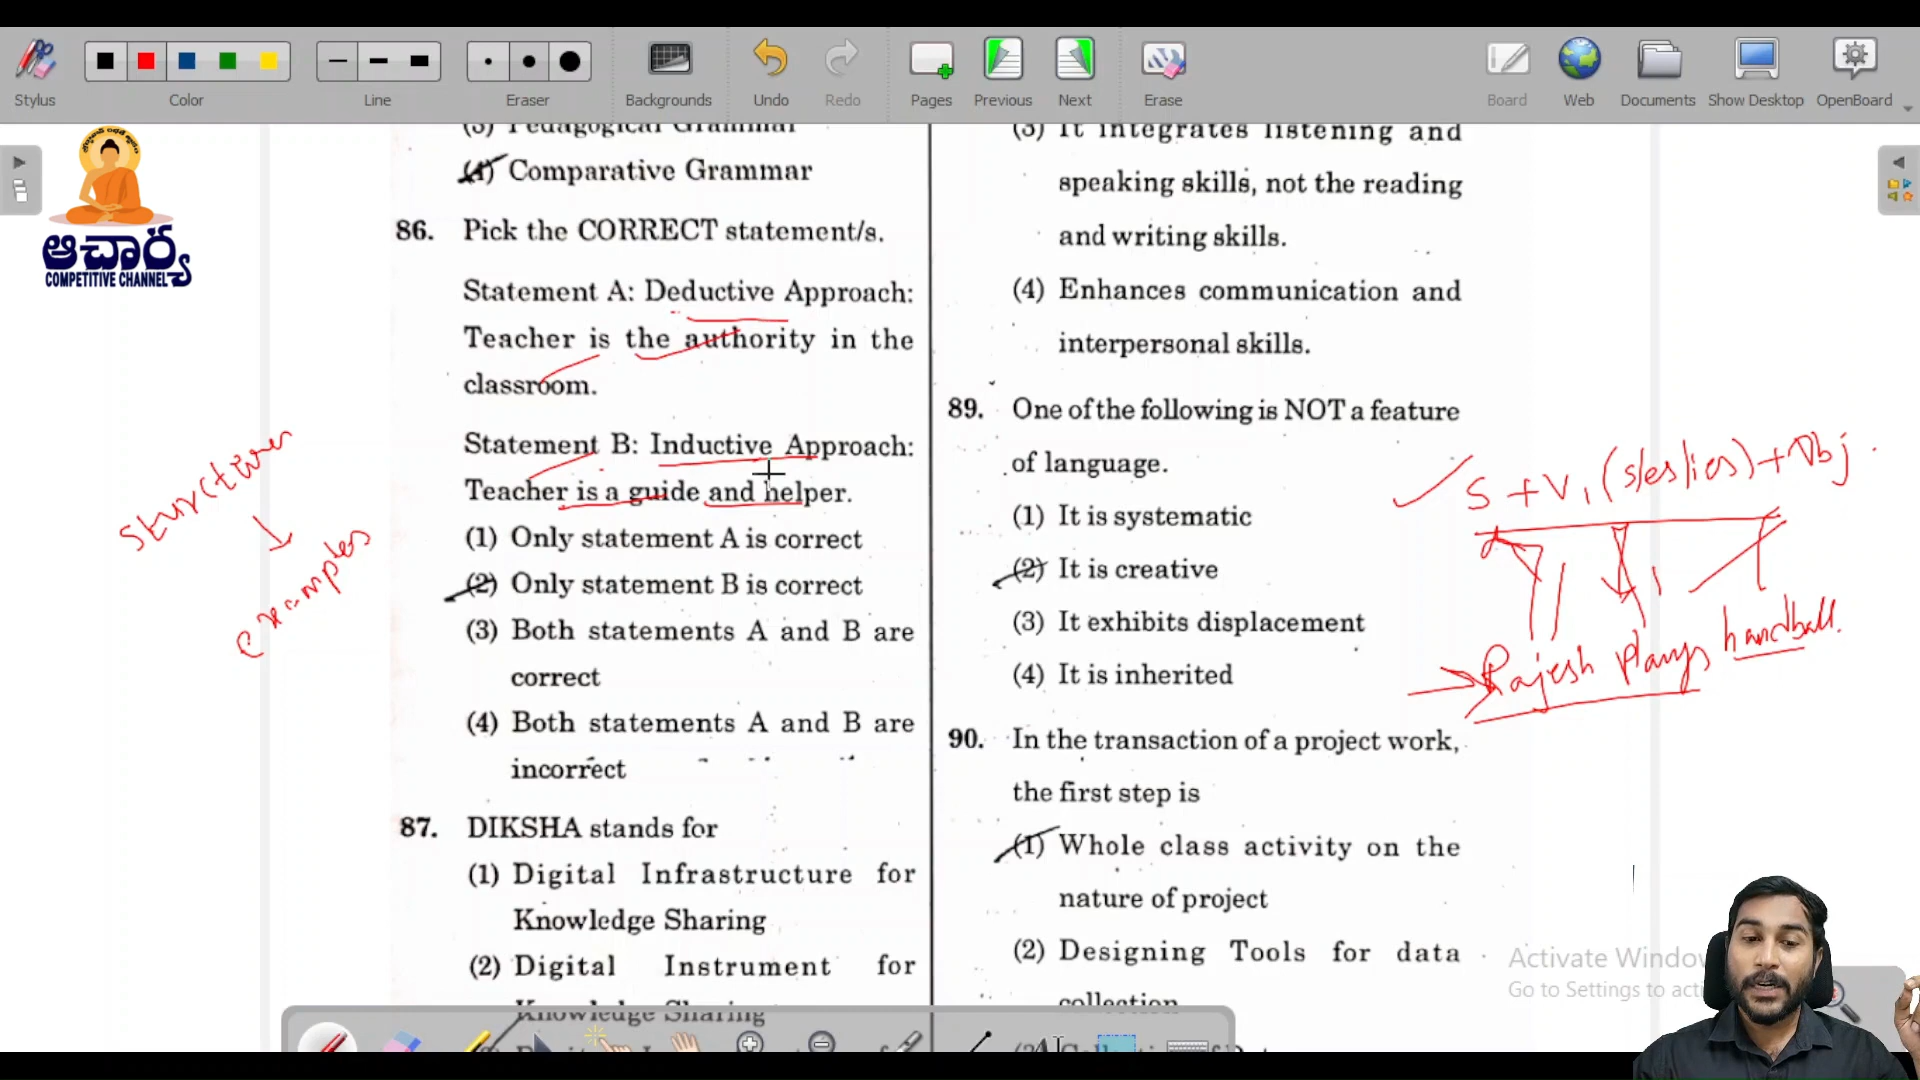 Stylus
Color
Line
Eraser
Backgrounds
Undo
Redo
Pages
Previous
Next
Erase
Board
Web
Documents
Show Desktop
OpenBoard
ఆచార్య
COMPETITIVE CHANNEL
(3) Pedagogical Grammar
(4) Comparative Grammar
86. Pick the CORRECT statement/s.
Statement A: Deductive Approach:
Teacher is the authority in the
classroom.
Statement B: Inductive Approach:
Teacher is a guide and helper.
(1) Only statement A is correct
(2) Only statement B is correct
(3) Both statements A and B are
correct
(4) Both statements A and B are
incorrect
87. DIKSHA stands for
(1) Digital Infrastructure for
Knowledge Sharing
(2) Digital Instrument for
Knowledge Sharing
(3) It integrates listening and
speaking skills, not the reading
and writing skills.
(4) Enhances communication and
interpersonal skills.
89. One of the following is NOT a feature
of language.
(1) It is systematic
(2) It is creative
(3) It exhibits displacement
(4) It is inherited
90. In the transaction of a project work,
the first step is
(1) Whole class activity on the
nature of project
(2) Designing Tools for data
collection
examples
S + V1 (s/es/ies) + Obj.
Rajesh plays handball.
Activate Windo
Go to Settings to acti